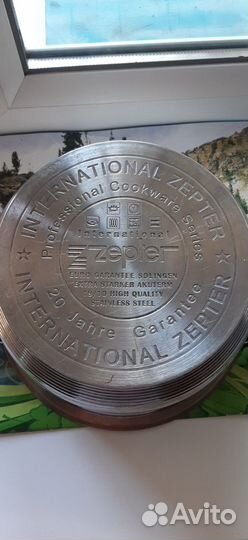 INTERNATIONAL ZEPTER
Professional Cookware Series
International
Zepter
EURO GARANTEE SOLINGEN
EXTRA STARKER AKUTERM
18/10 HIGH QUALITY
STAINLESS STEEL
20 Jahre Garantee
INTERNATIONAL ZEPTER
Avito